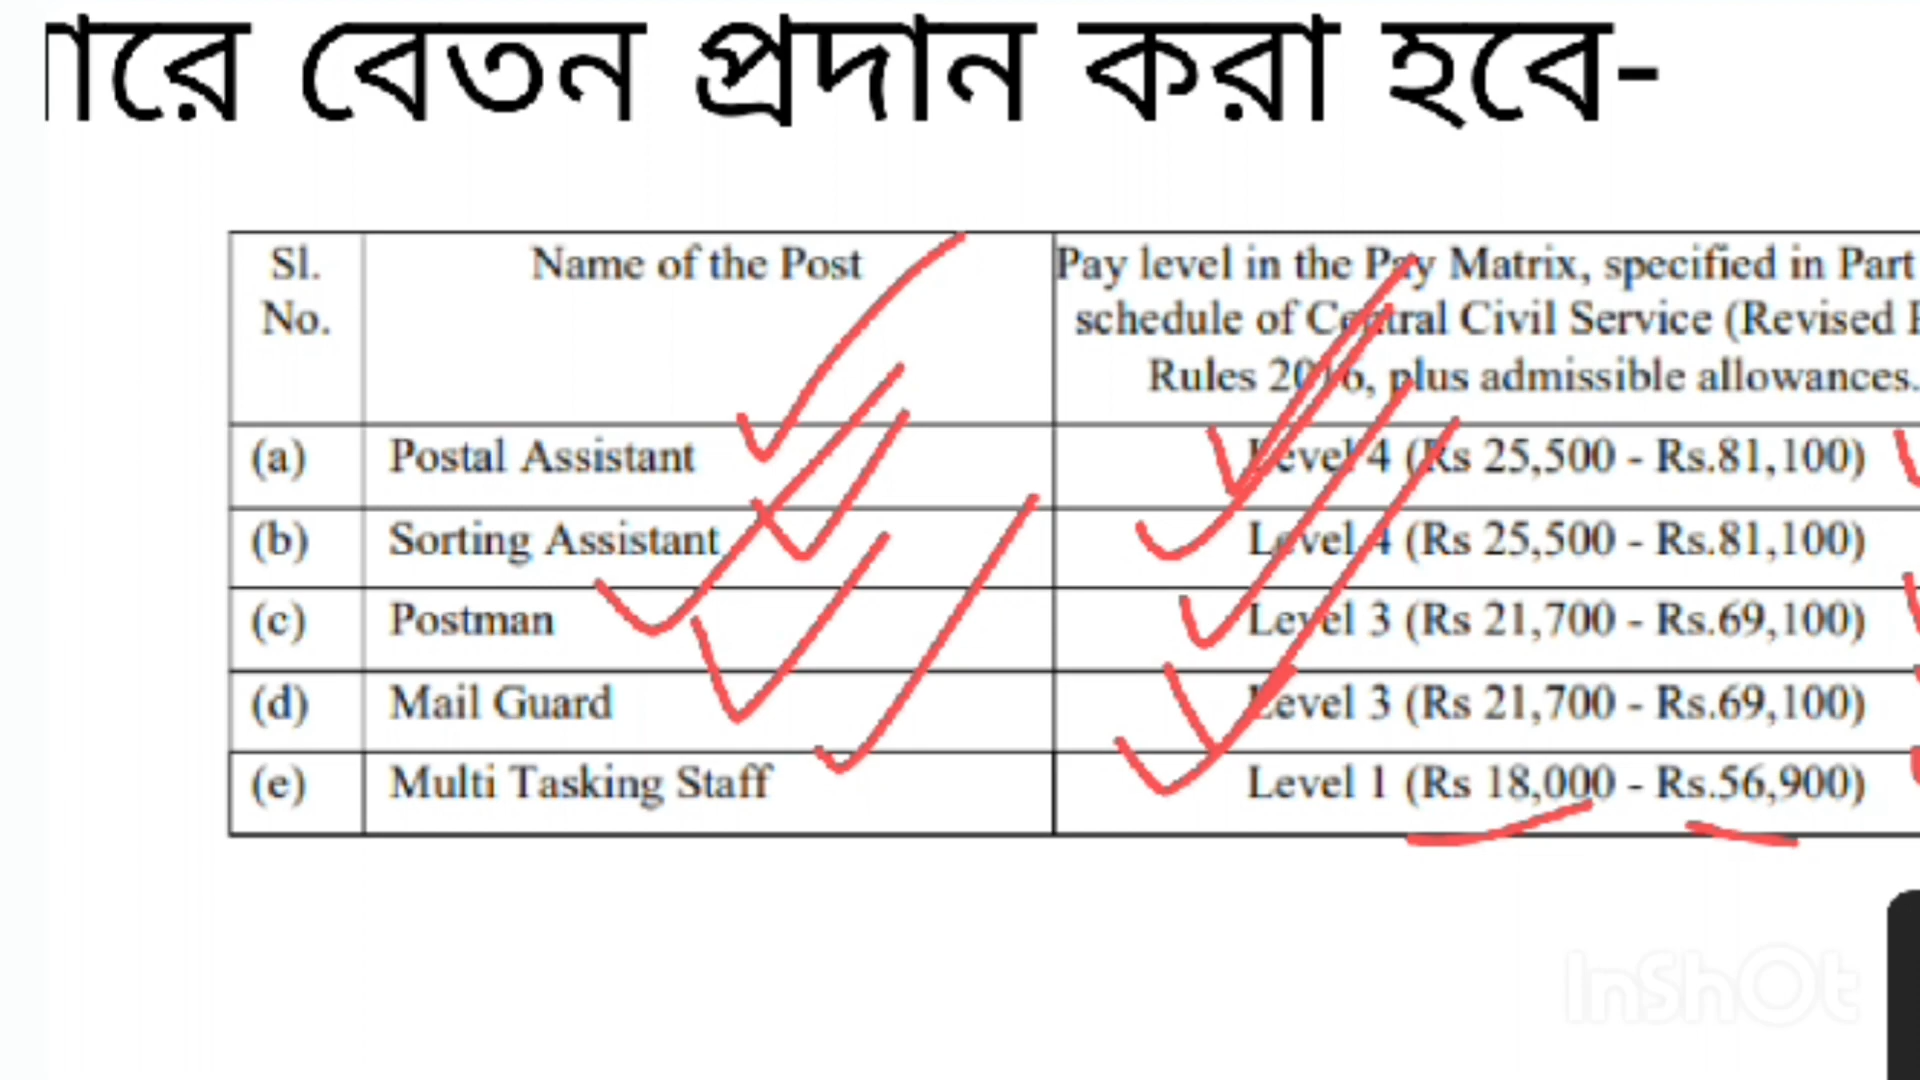 বেতন প্রদান করা হবে-
Sl. No. Name of the Post Pay level in the Pay Matrix, specified in Part
schedule of Central Civil Service (Revised
Rules 2016, plus admissible allowances.
(a) Postal Assistant Level 4 (Rs 25,500 - Rs.81,100)
(b) Sorting Assistant Level 4 (Rs 25,500 - Rs.81,100)
(c) Postman Level 3 (Rs 21,700 - Rs.69,100)
(d) Mail Guard Level 3 (Rs 21,700 - Rs.69,100)
(e) Multi Tasking Staff Level 1 (Rs 18,000 - Rs.56,900)
InShOt